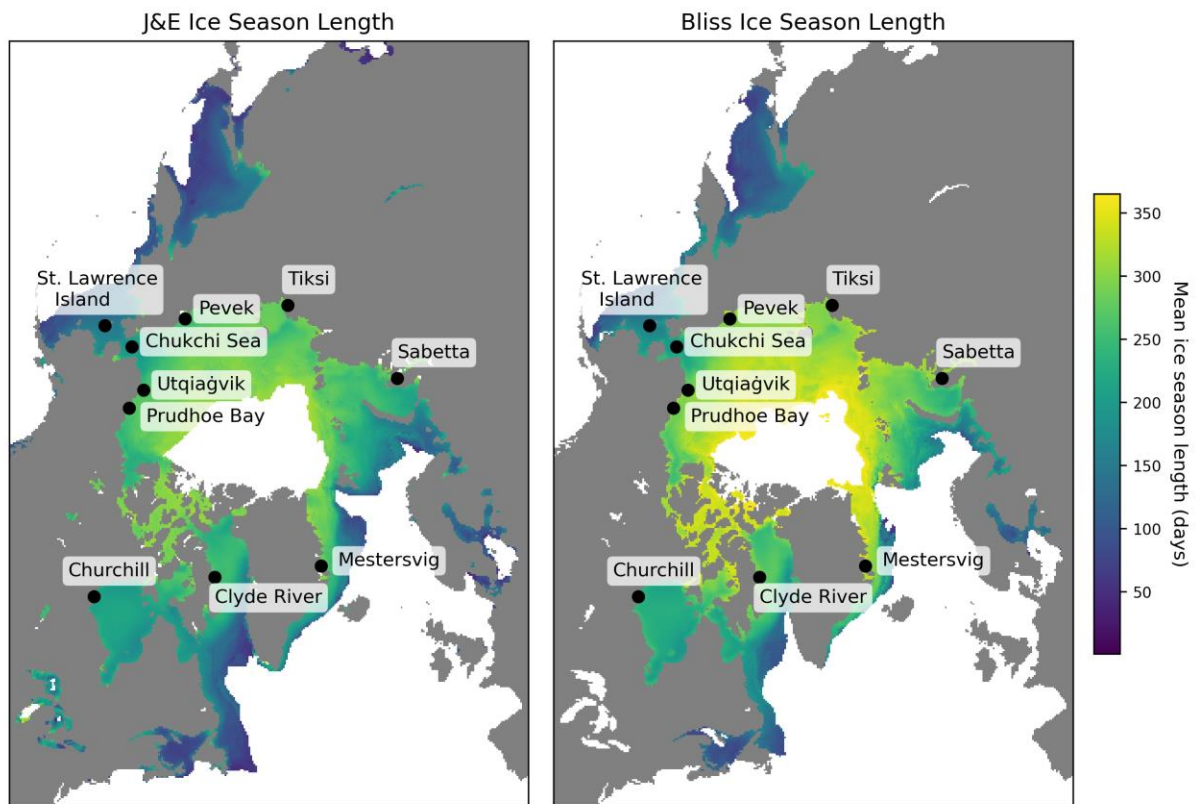 J&E Ice Season Length
St. Lawrence
Island
Tiksi
Pevek
Chukchi Sea
Sabetta
Utqiaġvik
Prudhoe Bay
Mestersvig
Churchill
Clyde River
Bliss Ice Season Length
St. Lawrence
Island
Tiksi
Pevek
Chukchi Sea
Sabetta
Utqiaġvik
Prudhoe Bay
Mestersvig
Churchill
Clyde River
350
300
250
200
150
100
50
Mean ice season length (days)